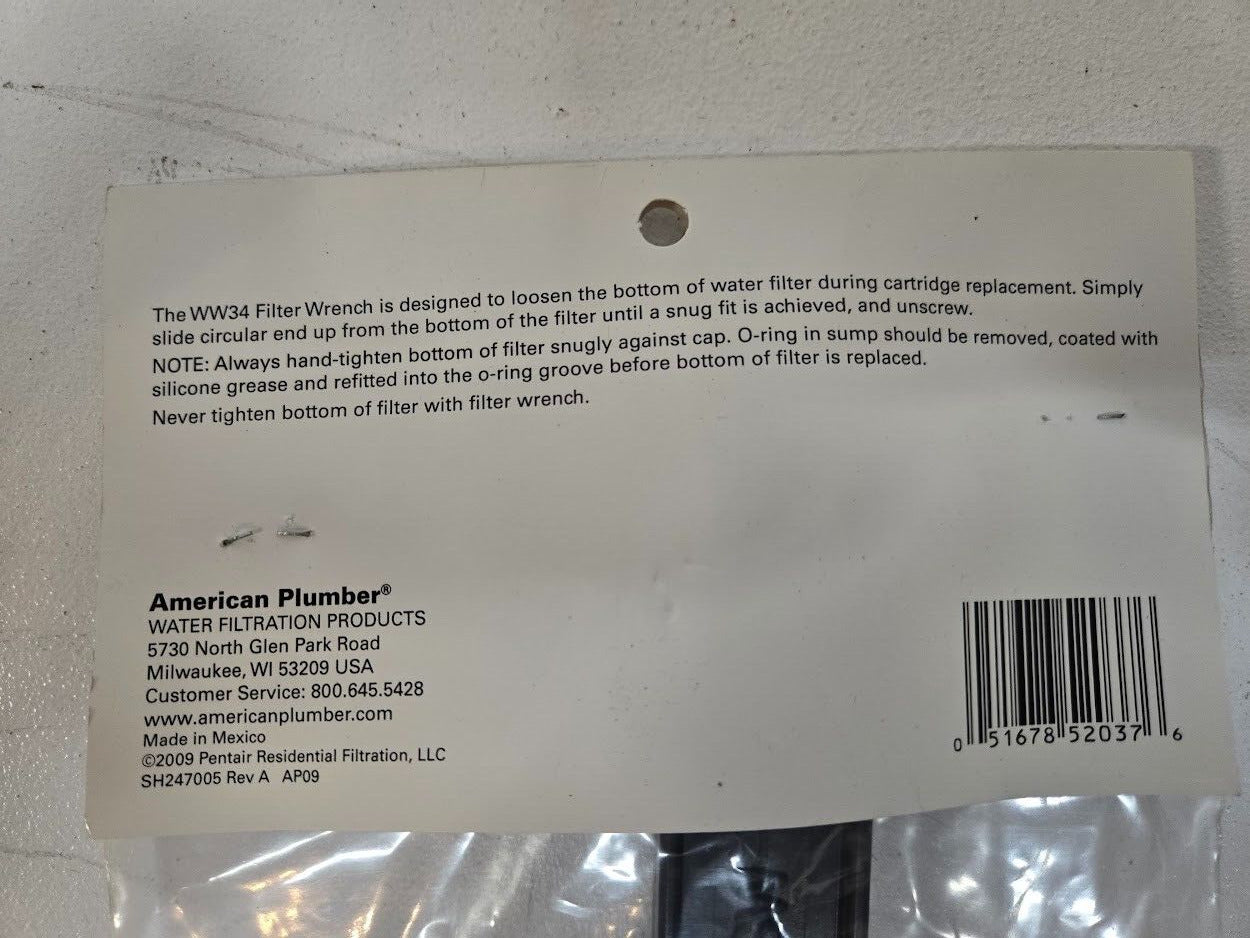 The WW34 Filter Wrench is designed to loosen the bottom of water filter during cartridge replacement. Simply
slide circular end up from the bottom of the filter until a snug fit is achieved, and unscrew.
NOTE: Always hand-tighten bottom of filter snugly against cap. O-ring in sump should be removed, coated with
silicone grease and refitted into the o-ring groove before bottom of filter is replaced.
Never tighten bottom of filter with filter wrench.
American Plumber®
WATER FILTRATION PRODUCTS
5730 North Glen Park Road
Milwaukee, WI 53209 USA
Customer Service: 800.645.5428
www.americanplumber.com
Made in Mexico
©2009 Pentair Residential Filtration, LLC
SH247005 Rev A AP09
0 51678 52037 6